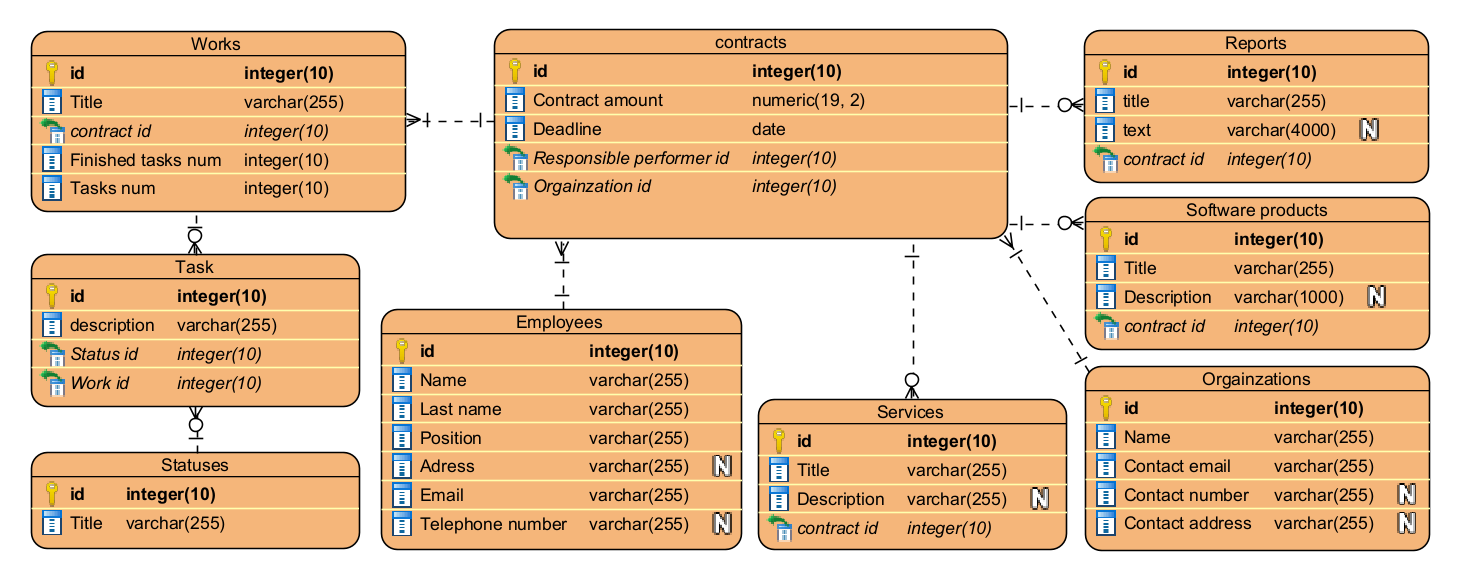 Works
id integer(10)
Title varchar(255)
contract id integer(10)
Finished tasks num integer(10)
Tasks num integer(10)
contracts
id integer(10)
Contract amount numeric(19, 2)
Deadline date
Responsible performer id integer(10)
Orgainzation id integer(10)
Reports
id integer(10)
title varchar(255)
text varchar(4000) N
contract id integer(10)
Software products
id integer(10)
Title varchar(255)
Description varchar(1000) N
contract id integer(10)
Task
id integer(10)
description varchar(255)
Status id integer(10)
Work id integer(10)
Employees
id integer(10)
Name varchar(255)
Last name varchar(255)
Position varchar(255)
Adress varchar(255) N
Email varchar(255)
Telephone number varchar(255) N
Services
id integer(10)
Title varchar(255)
Description varchar(255) N
contract id integer(10)
Orgainzations
id integer(10)
Name varchar(255)
Contact email varchar(255)
Contact number varchar(255) N
Contact address varchar(255) N
Statuses
id integer(10)
Title varchar(255)